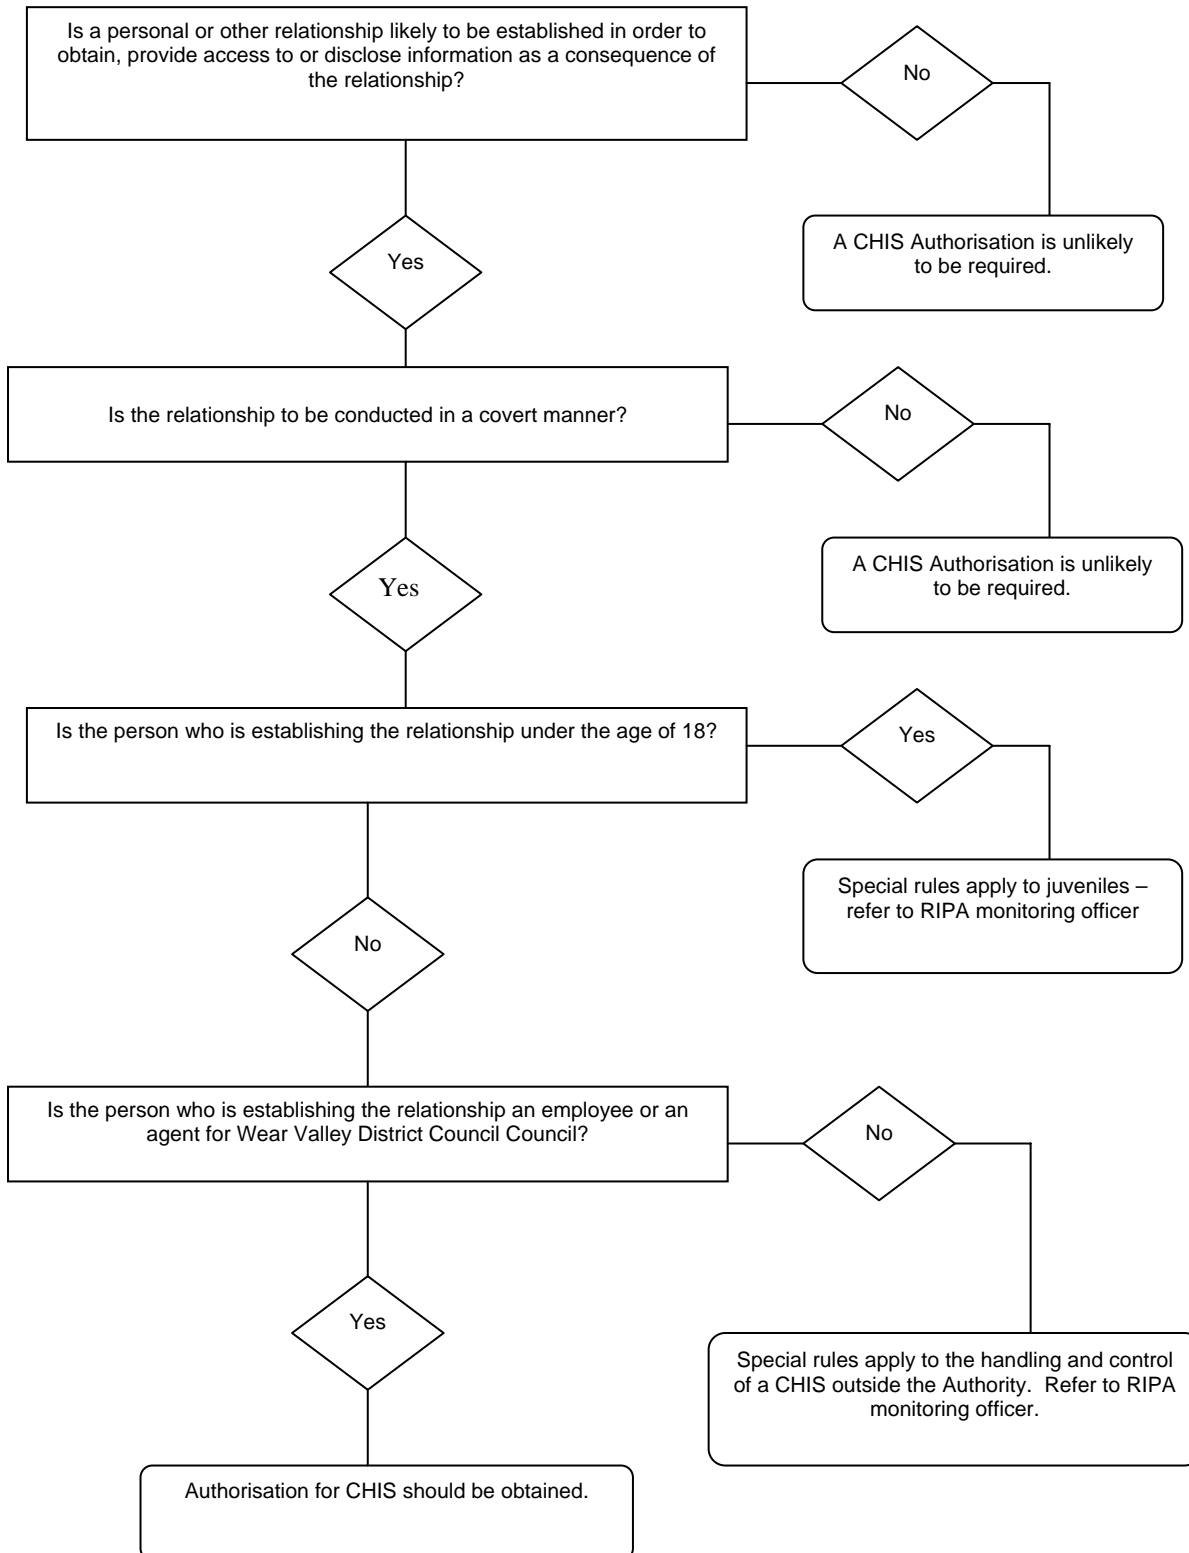 Is a personal or other relationship likely to be established in order to
obtain, provide access to or disclose information as a consequence of
the relationship?
No
A CHIS Authorisation is unlikely
to be required.
Yes
Is the relationship to be conducted in a covert manner?
No
A CHIS Authorisation is unlikely
to be required.
Yes
Is the person who is establishing the relationship under the age of 18?
Yes
Special rules apply to juveniles –
refer to RIPA monitoring officer
No
Is the person who is establishing the relationship an employee or an
agent for Wear Valley District Council Council?
No
Special rules apply to the handling and control
of a CHIS outside the Authority.  Refer to RIPA
monitoring officer.
Yes
Authorisation for CHIS should be obtained.